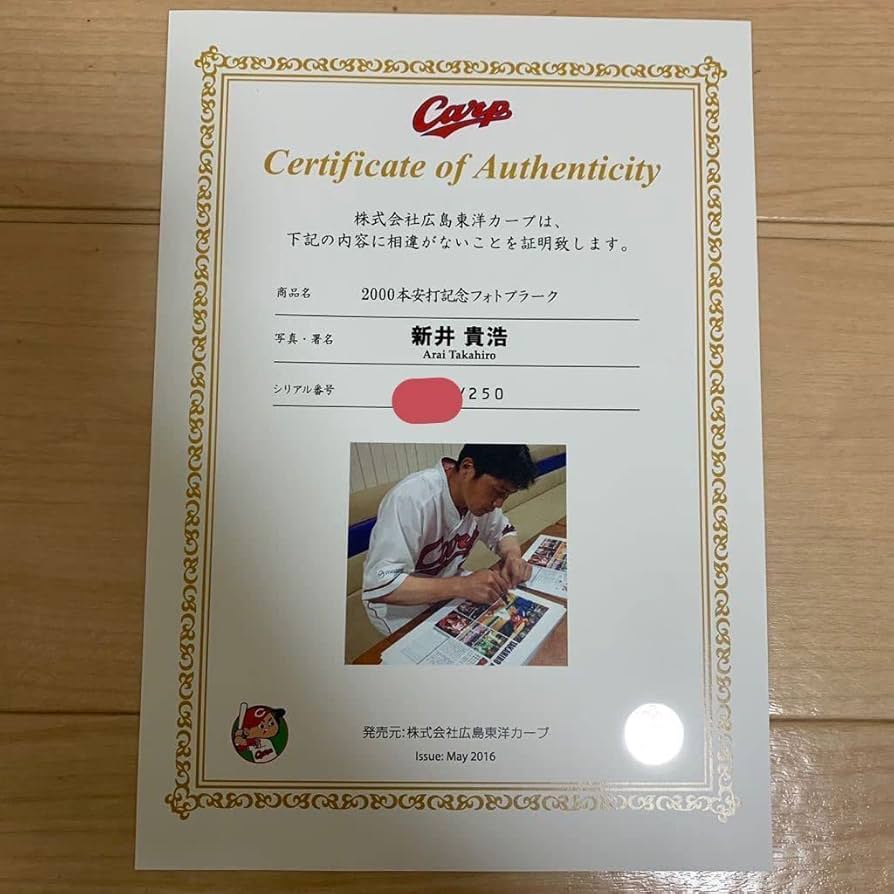 Carp
Certificate of Authenticity
株式会社広島東洋カープは、
下記の内容に相違がないことを証明致します。
商品名 2000本安打記念フォトプラーク
写真・署名 新井 貴浩
Arai Takahiro
シリアル番号 /250
Carp
C
Carp
発売元:株式会社広島東洋カープ
Issue: May 2016